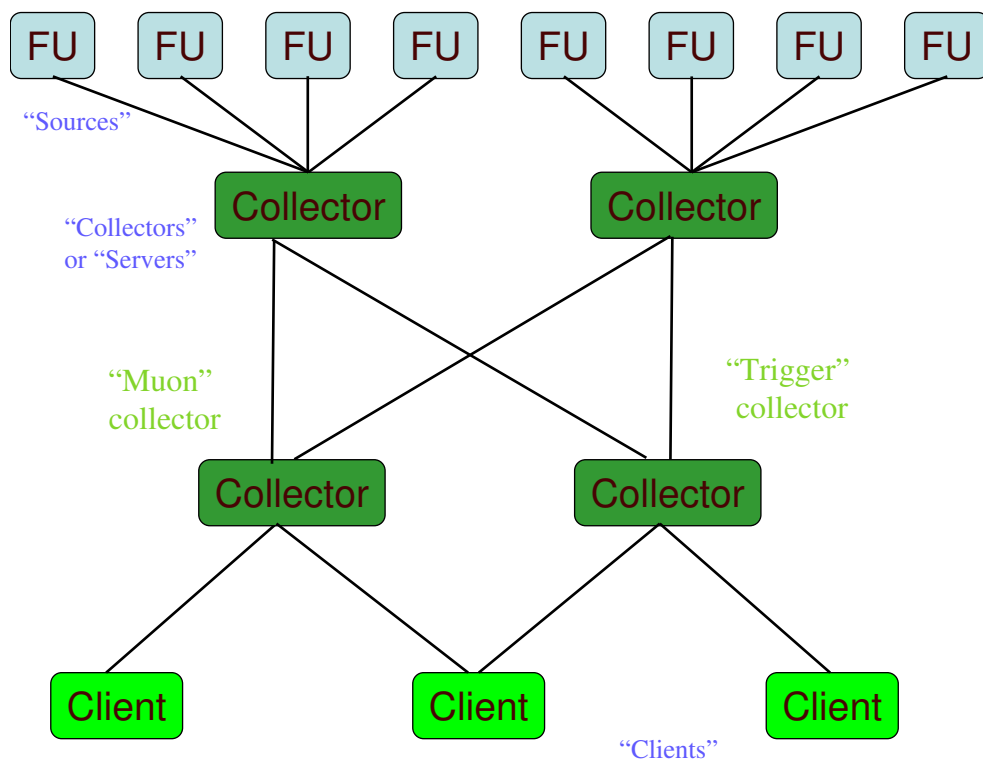 FU FU FU FU FU FU FU FU
“Sources”
Collector Collector
“Collectors”
or “Servers”
“Muon”
collector
“Trigger”
collector
Collector Collector
Client Client Client
“Clients”